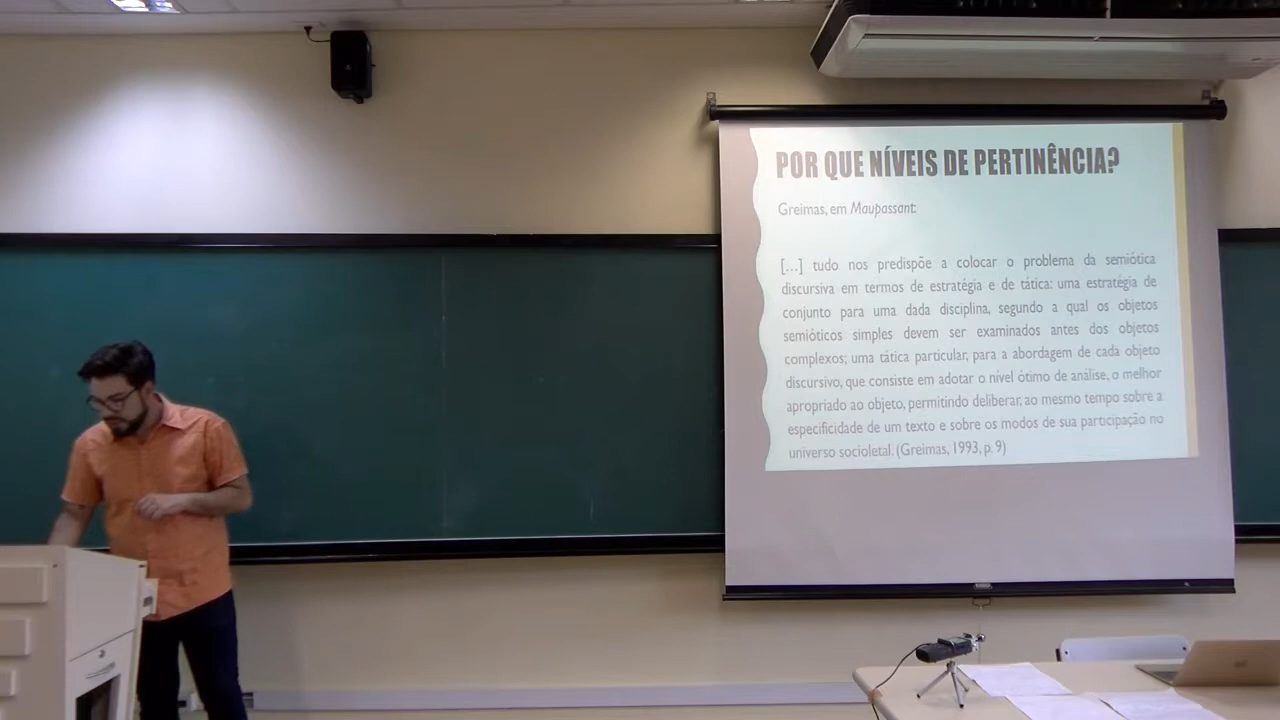 POR QUE NÍVEIS DE PERTINÊNCIA?
Greimas, em Maupassant:
[...] tudo nos predispõe a colocar o problema da semiótica
discursiva em termos de estratégia e de tática: uma estratégia de
conjunto para uma dada disciplina, segundo a qual os objetos
semióticos simples devem ser examinados antes dos objetos
complexos; uma tática particular, para a abordagem de cada objeto
discursivo, que consiste em adotar o nível ótimo de análise, o melhor
apropriado ao objeto, permitindo deliberar, ao mesmo tempo sobre a
especificidade de um texto e sobre os modos de sua participação no
universo socioletal. (Greimas, 1993, p. 9)